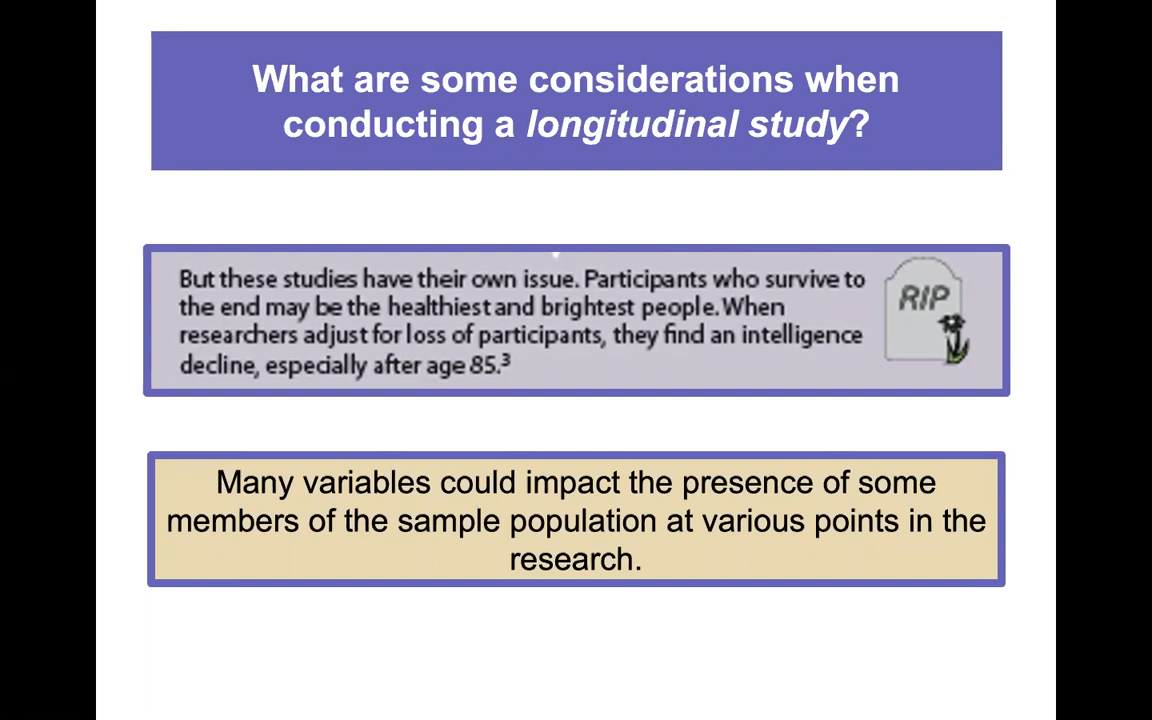 What are some considerations when
conducting a longitudinal study?
But these studies have their own issue. Participants who survive to
the end may be the healthiest and brightest people. When
researchers adjust for loss of participants, they find an intelligence
decline, especially after age 85.³
RIP
Many variables could impact the presence of some
members of the sample population at various points in the
research.